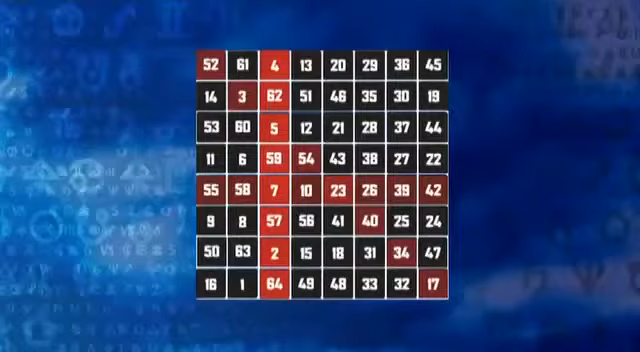 52 61 4 13 20 29 36 45
14 3 62 51 46 35 30 19
53 60 5 12 21 28 37 44
11 6 59 54 43 38 27 22
55 58 7 10 23 26 39 42
9 8 57 56 41 40 25 24
50 63 2 15 18 31 34 47
16 1 64 49 48 33 32 17